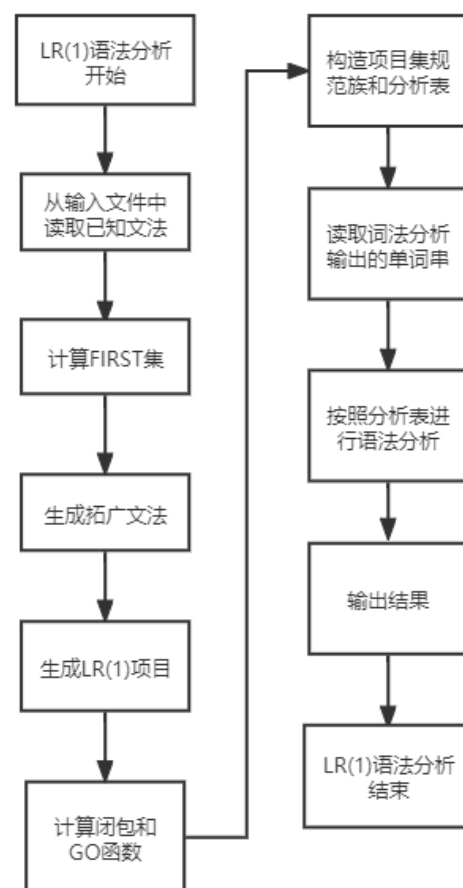 LR(1)语法分析
开始
从输入文件中
读取已知文法
计算FIRST集
生成拓广文法
生成LR(1)项目
计算闭包和
GO函数
构造项目集规
范族和分析表
读取词法分析
输出的单词串
按照分析表进
行语法分析
输出结果
LR(1)语法分析
结束